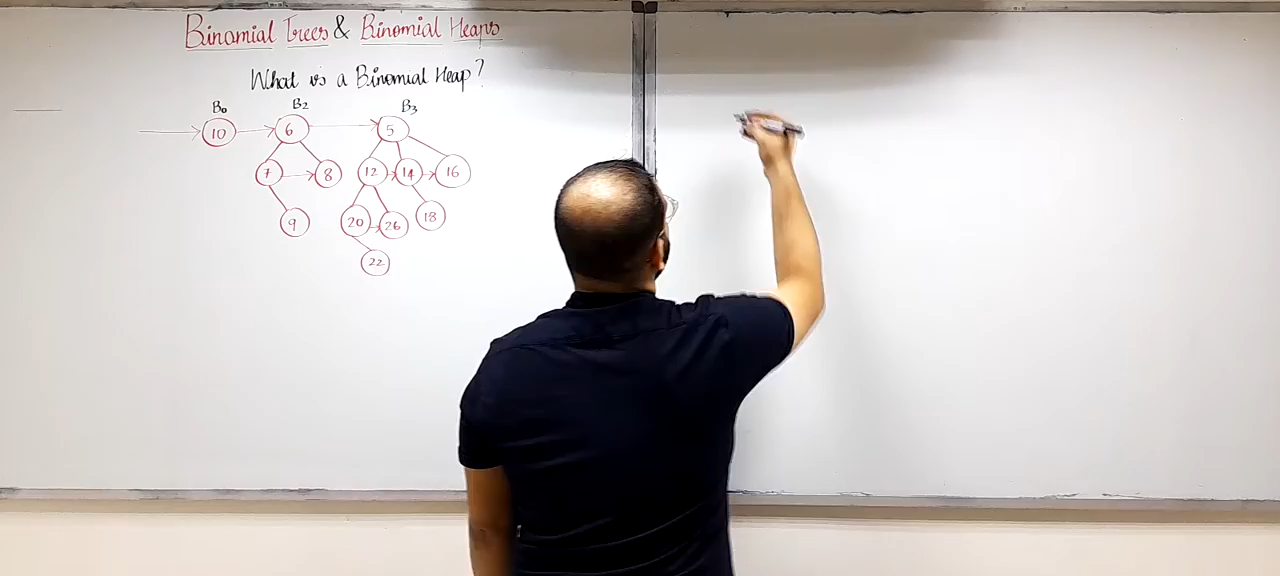 Binomial Trees & Binomial Heaps
What is a Binomial Heap?
B₀ B₂ B₃
10 6 5
7 8 12 14 16
9 20 26 18
22